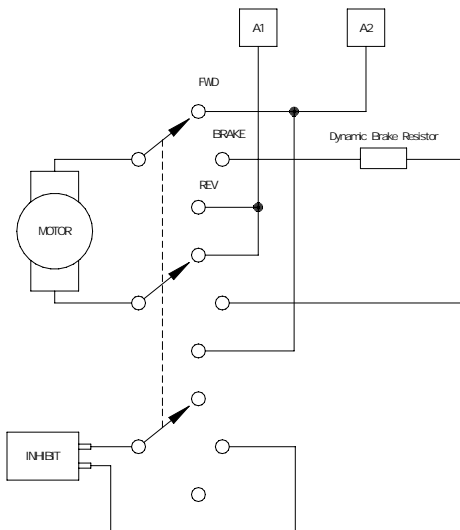 A1
A2
FWD
BRAKE
Dynamic Brake Resistor
REV
MOTOR
INHIBIT